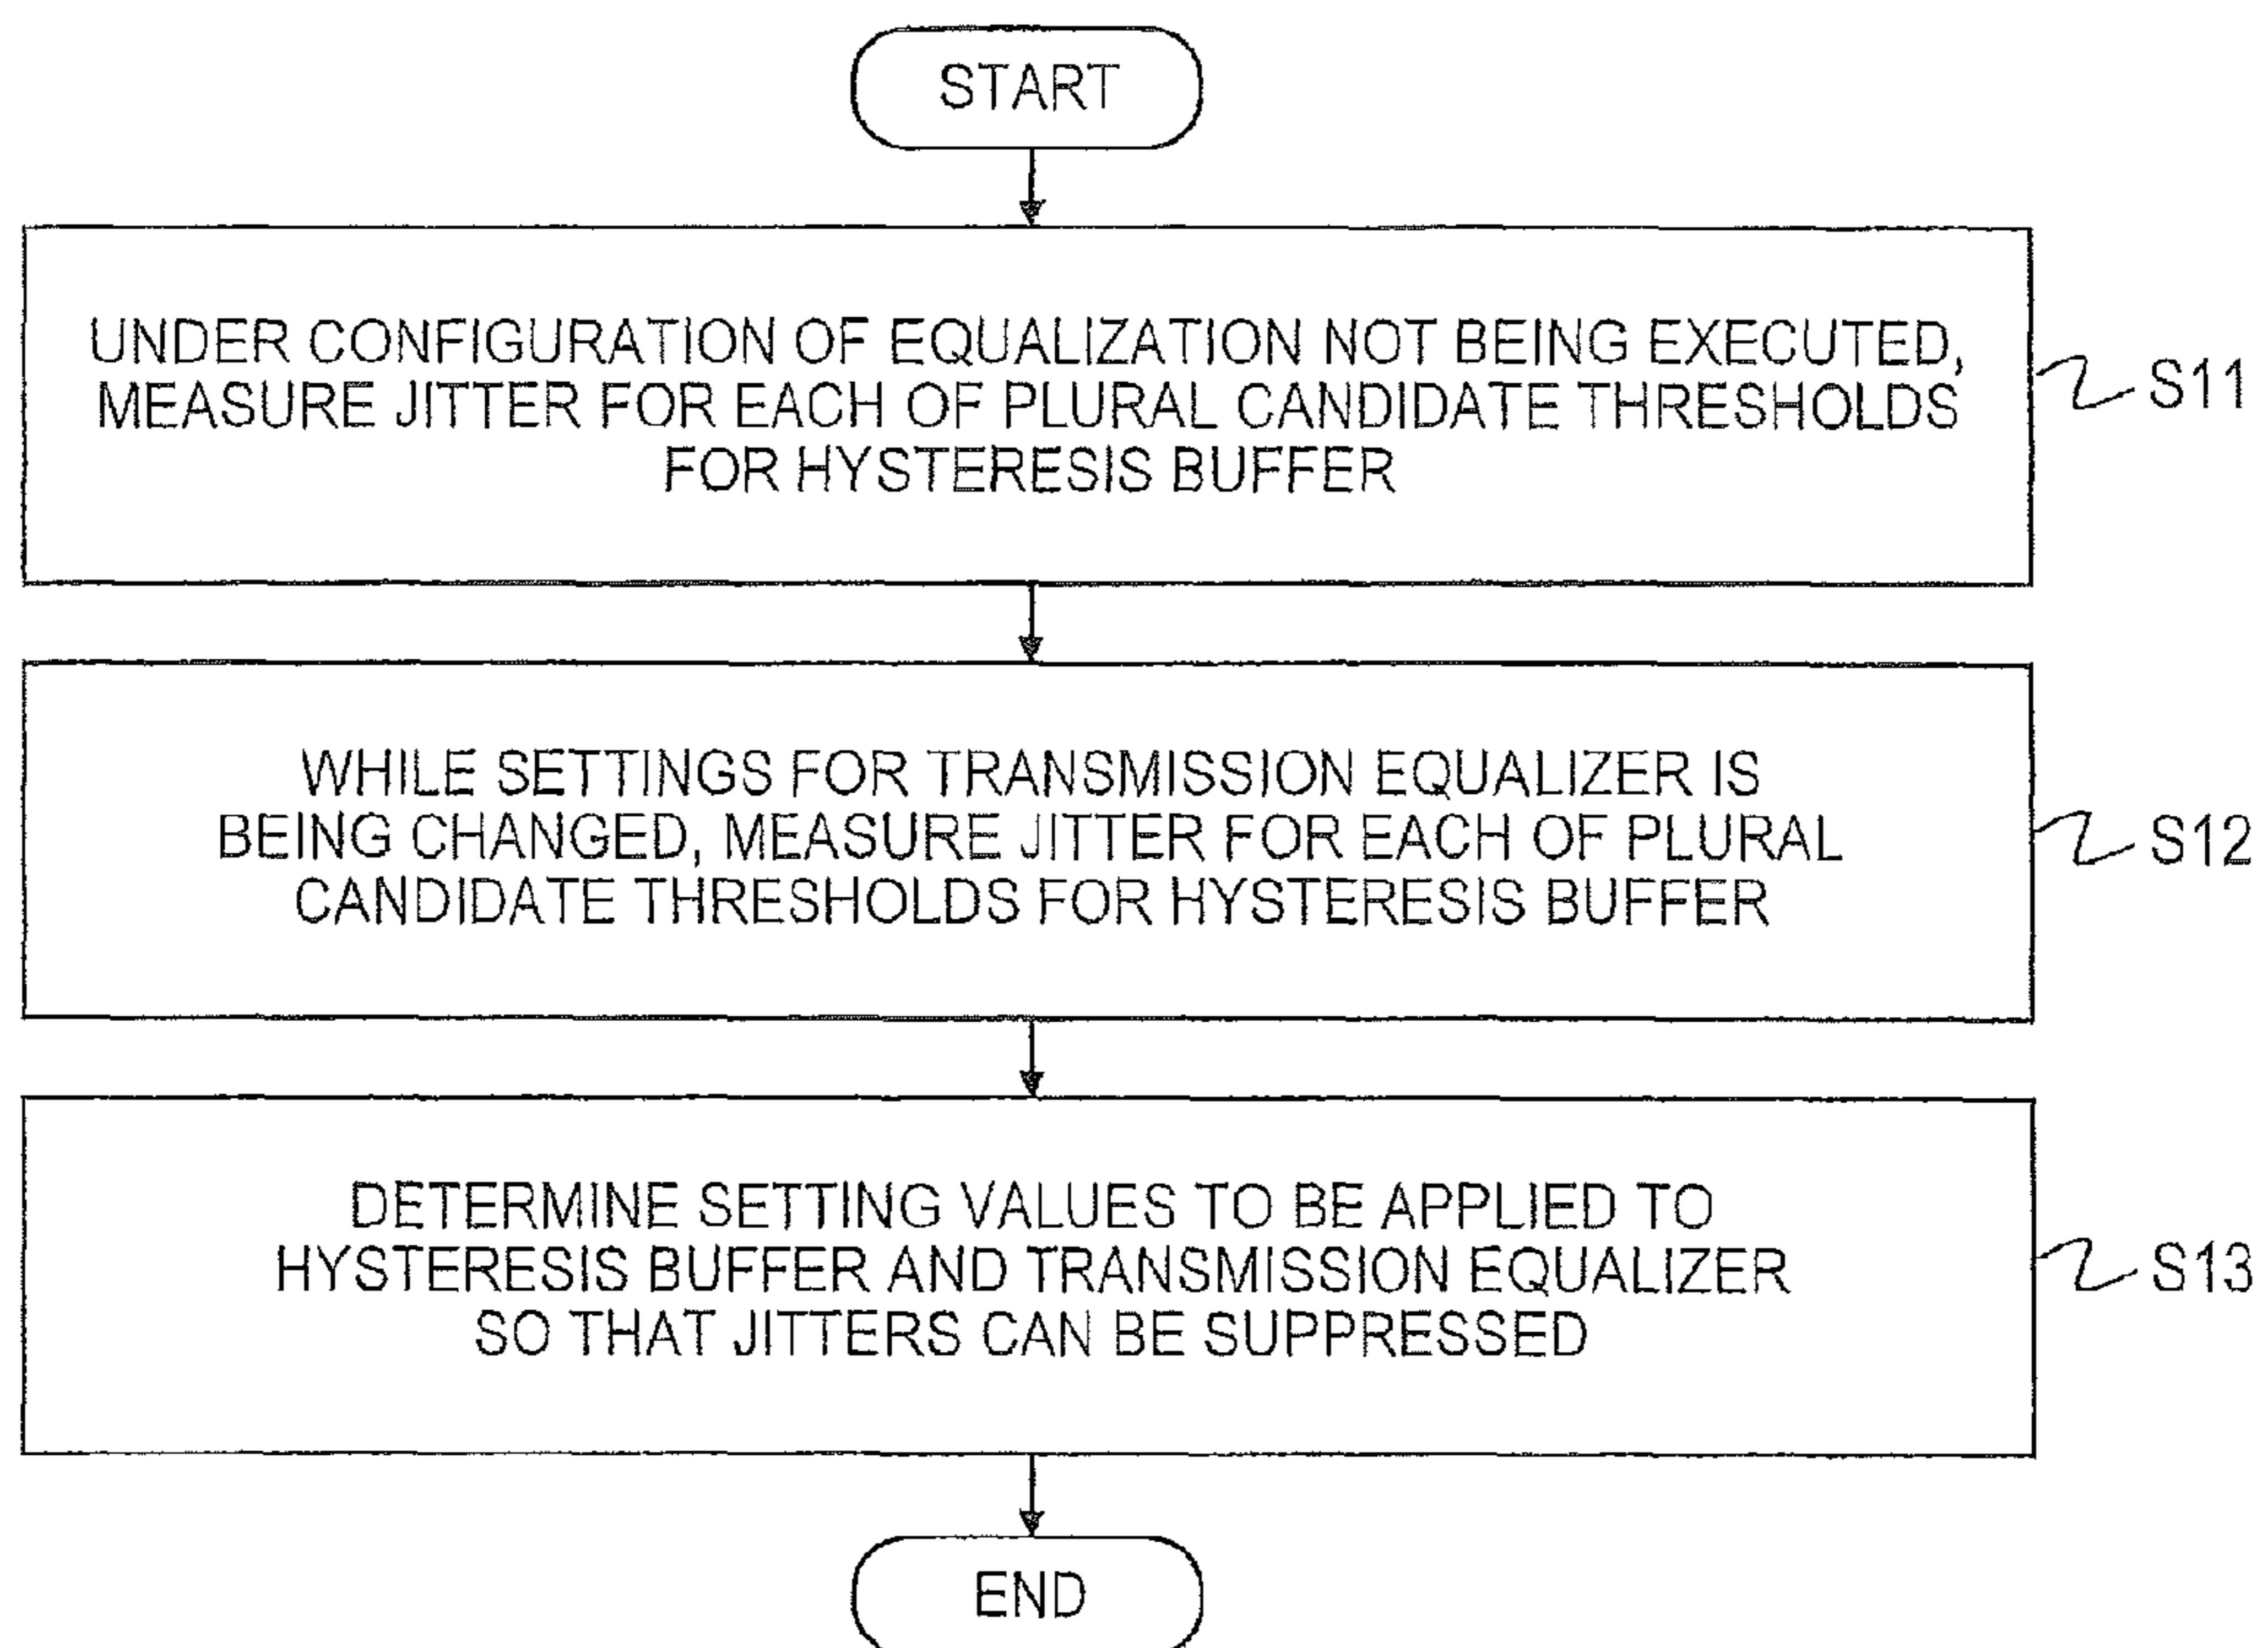 START
UNDER CONFIGURATION OF EQUALIZATION NOT BEING EXECUTED,
MEASURE JITTER FOR EACH OF PLURAL CANDIDATE THRESHOLDS
FOR HYSTERESIS BUFFER
S11
WHILE SETTINGS FOR TRANSMISSION EQUALIZER IS
BEING CHANGED, MEASURE JITTER FOR EACH OF PLURAL
CANDIDATE THRESHOLDS FOR HYSTERESIS BUFFER
S12
DETERMINE SETTING VALUES TO BE APPLIED TO
HYSTERESIS BUFFER AND TRANSMISSION EQUALIZER
SO THAT JITTERS CAN BE SUPPRESSED
S13
END